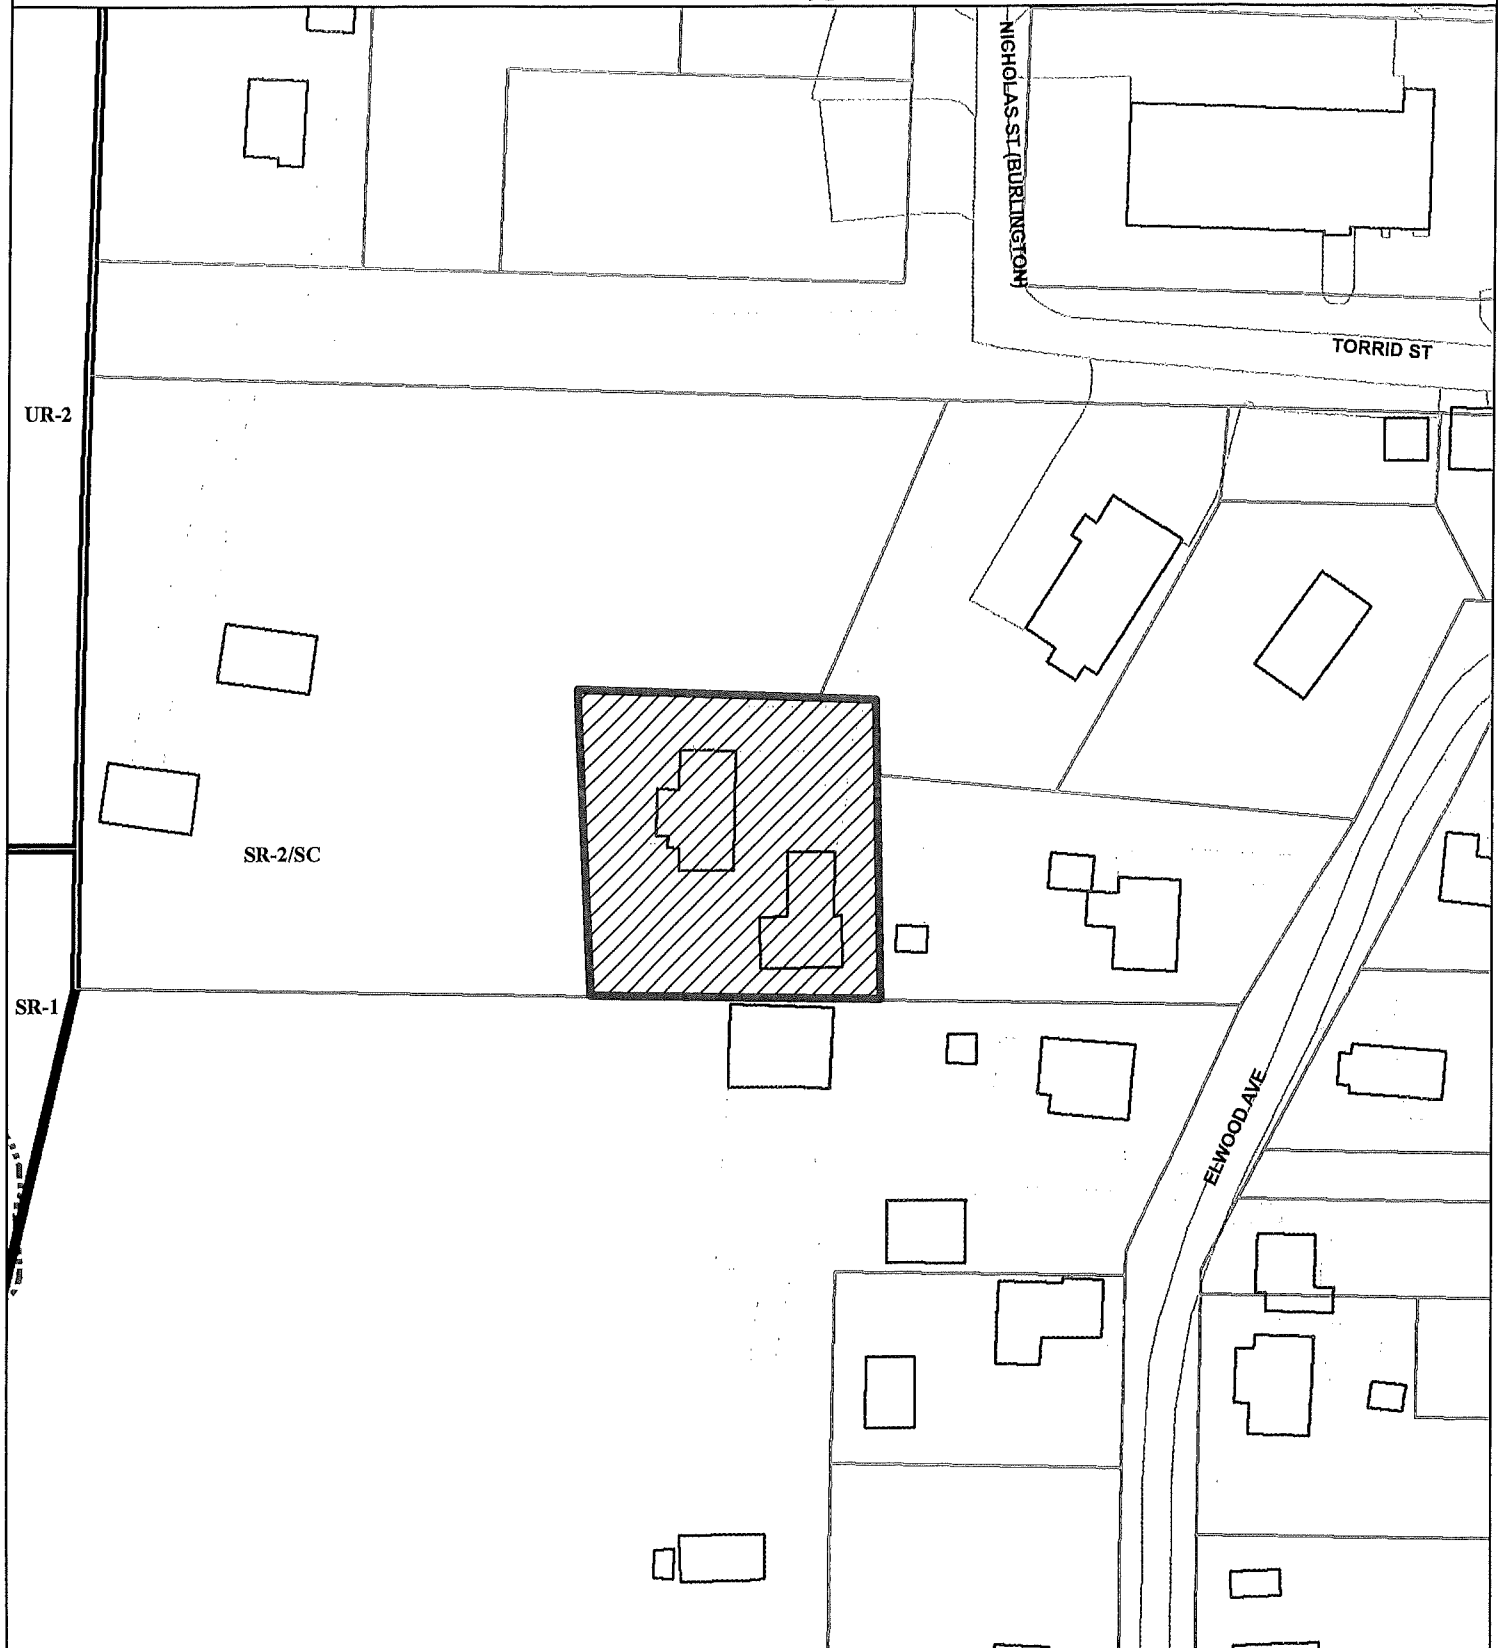 NICHOLAS ST (BURLINGTON)
TORRID ST
UR-2
SR-2/SC
SR-1
ELWOOD AVE